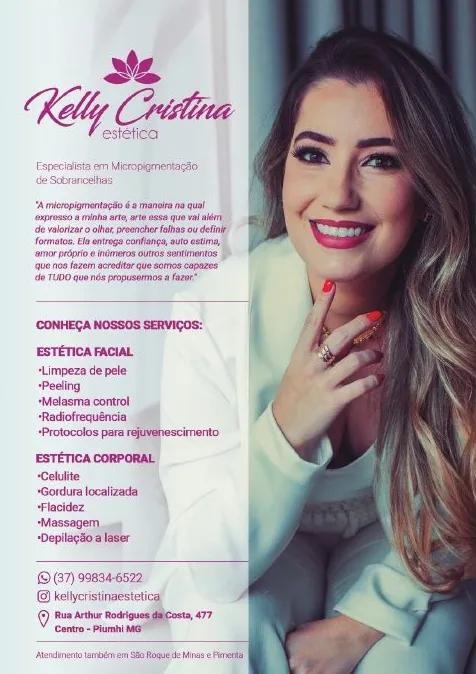 Kelly Cristina
estética
Especialista em Micropigmentação
de Sobrancelhas
"A micropigmentação é a maneira na qual
expresso a minha arte, arte essa que vai além
de valorizar o olhar, preencher falhas ou definir
formatos. Ela entrega confiança, auto estima,
amor próprio e inúmeros outros sentimentos
que nos fazem acreditar que somos capazes
de TUDO que nós propusermos a fazer."
CONHEÇA NOSSOS SERVIÇOS:
ESTÉTICA FACIAL
•Limpeza de pele
•Peeling
•Melasma control
•Radiofrequência
•Protocolos para rejuvenescimento
ESTÉTICA CORPORAL
•Celulite
•Gordura localizada
•Flacidez
•Massagem
•Depilação a laser
(37) 99834-6522
kellycristinaestetica
Rua Arthur Rodrigues da Costa, 477
Centro - Piumhi MG
Atendimento também em São Roque de Minas e Pimenta